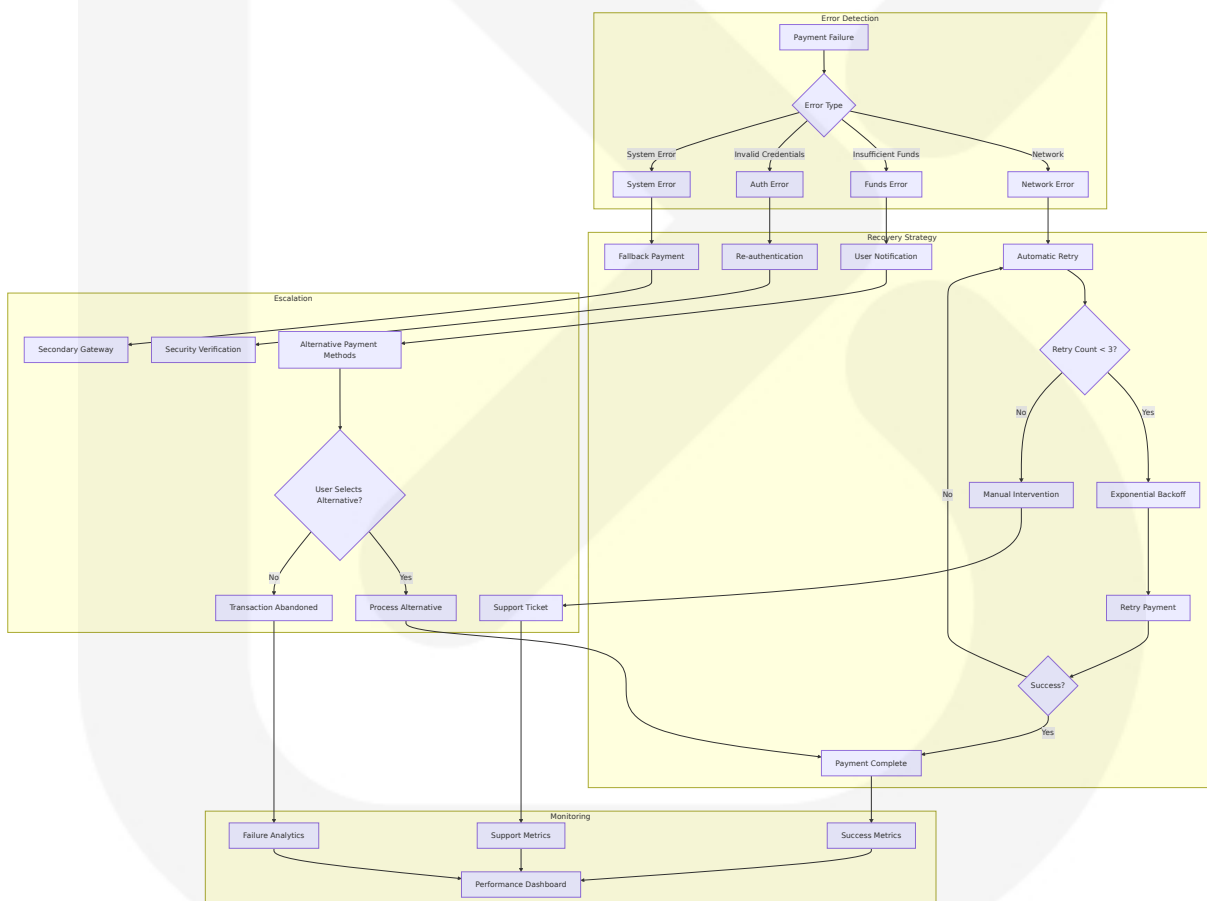 Error Detection
Payment Failure
Error Type
System Error
Invalid Credentials
Insufficient Funds
Network
System Error
Auth Error
Funds Error
Network Error
Recovery Strategy
Fallback Payment
Re-authentication
User Notification
Automatic Retry
Escalation
Secondary Gateway
Security Verification
Alternative Payment
Methods
Retry Count < 3?
No
Yes
User Selects
Alternative?
No
Manual Intervention
Exponential Backoff
No
Yes
Transaction Abandoned
Process Alternative
Support Ticket
Retry Payment
Success?
Yes
Payment Complete
Monitoring
Failure Analytics
Support Metrics
Success Metrics
Performance Dashboard